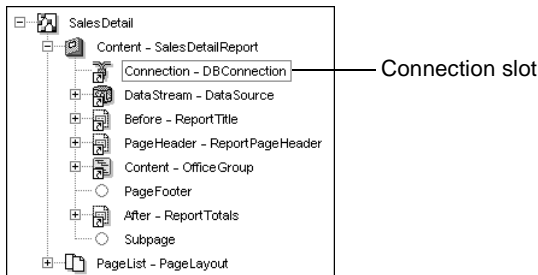 SalesDetail
Content - SalesDetailReport
Connection - DBConnection
Connection slot
DataStream - DataSource
Before - ReportTitle
PageHeader - ReportPageHeader
Content - OfficeGroup
PageFooter
After - ReportTotals
Subpage
PageList - PageLayout